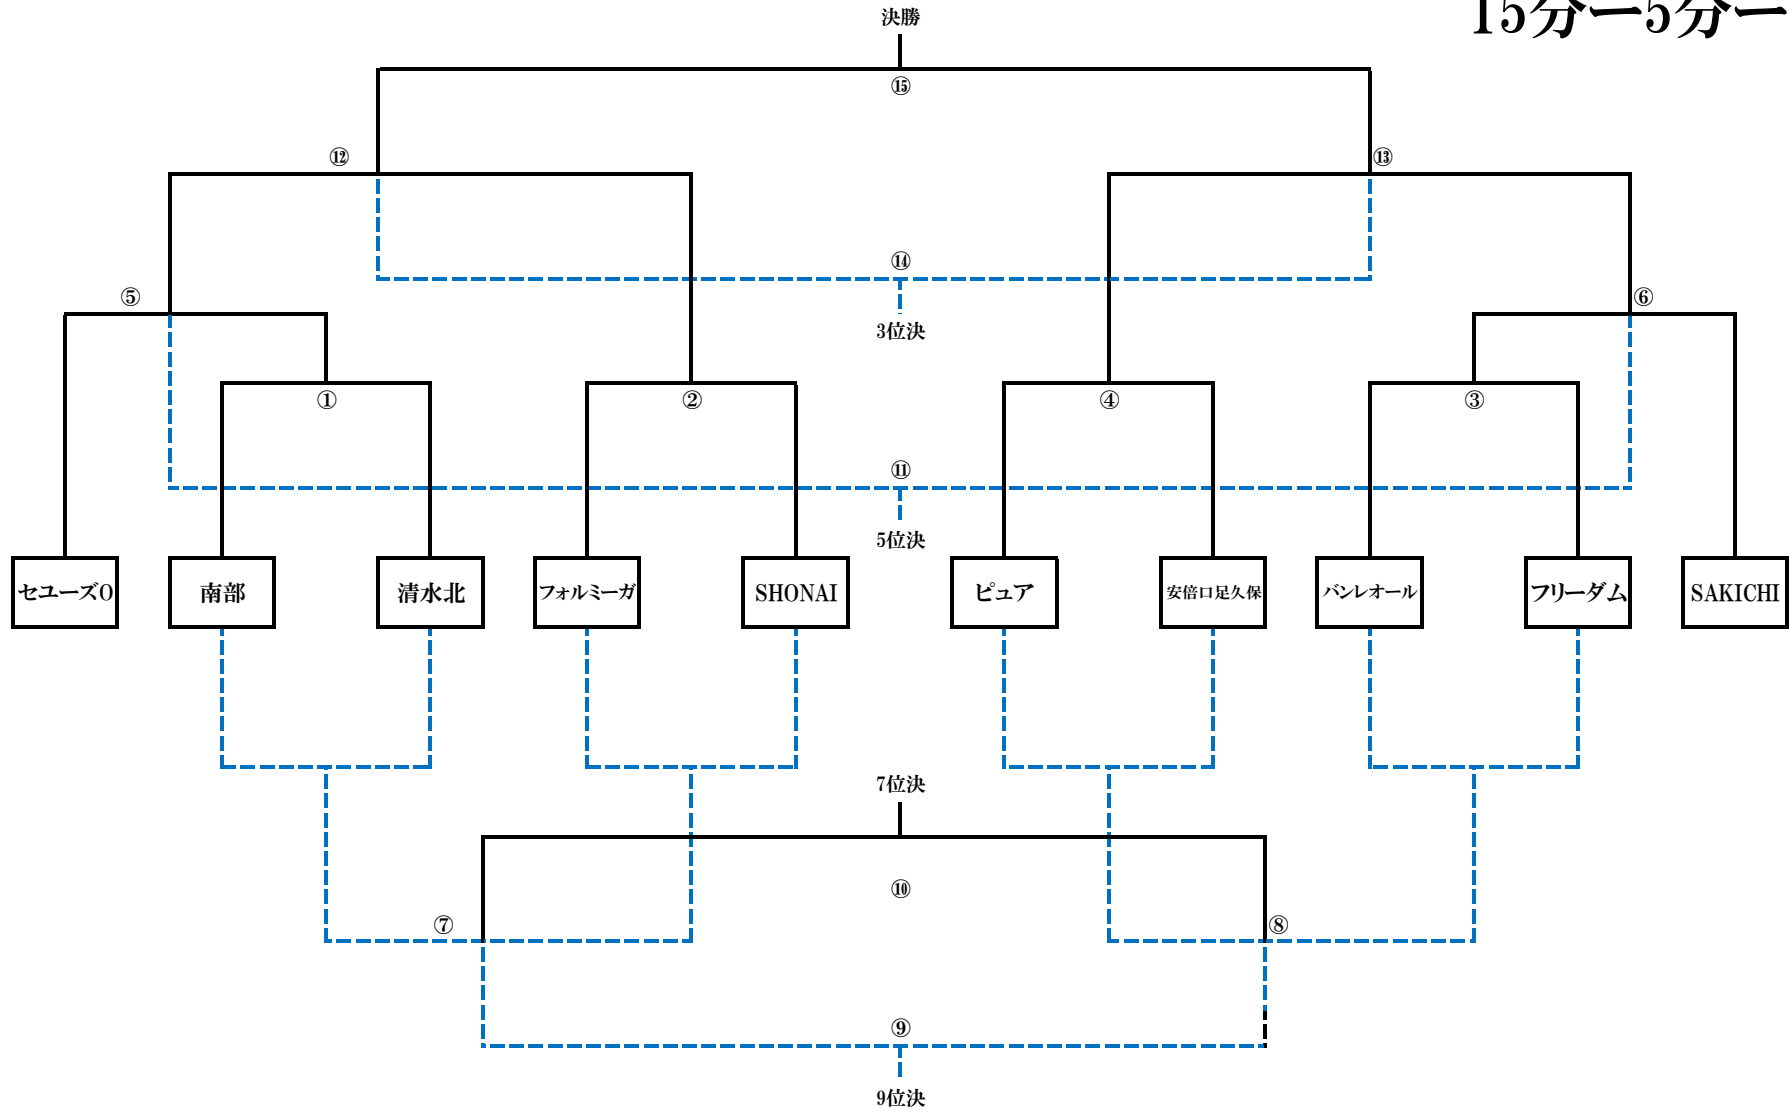 15分ー5分ー
決勝
⑮
⑫
⑬
⑭
3位決
⑤
⑥
①
②
④
③
⑪
5位決
セユーズO
南部
清水北
フォルミーガ
SHONAI
ピュア
安倍口足久保
バンレオール
フリーダム
SAKICHI
7位決
⑩
⑦
⑧
⑨
9位決